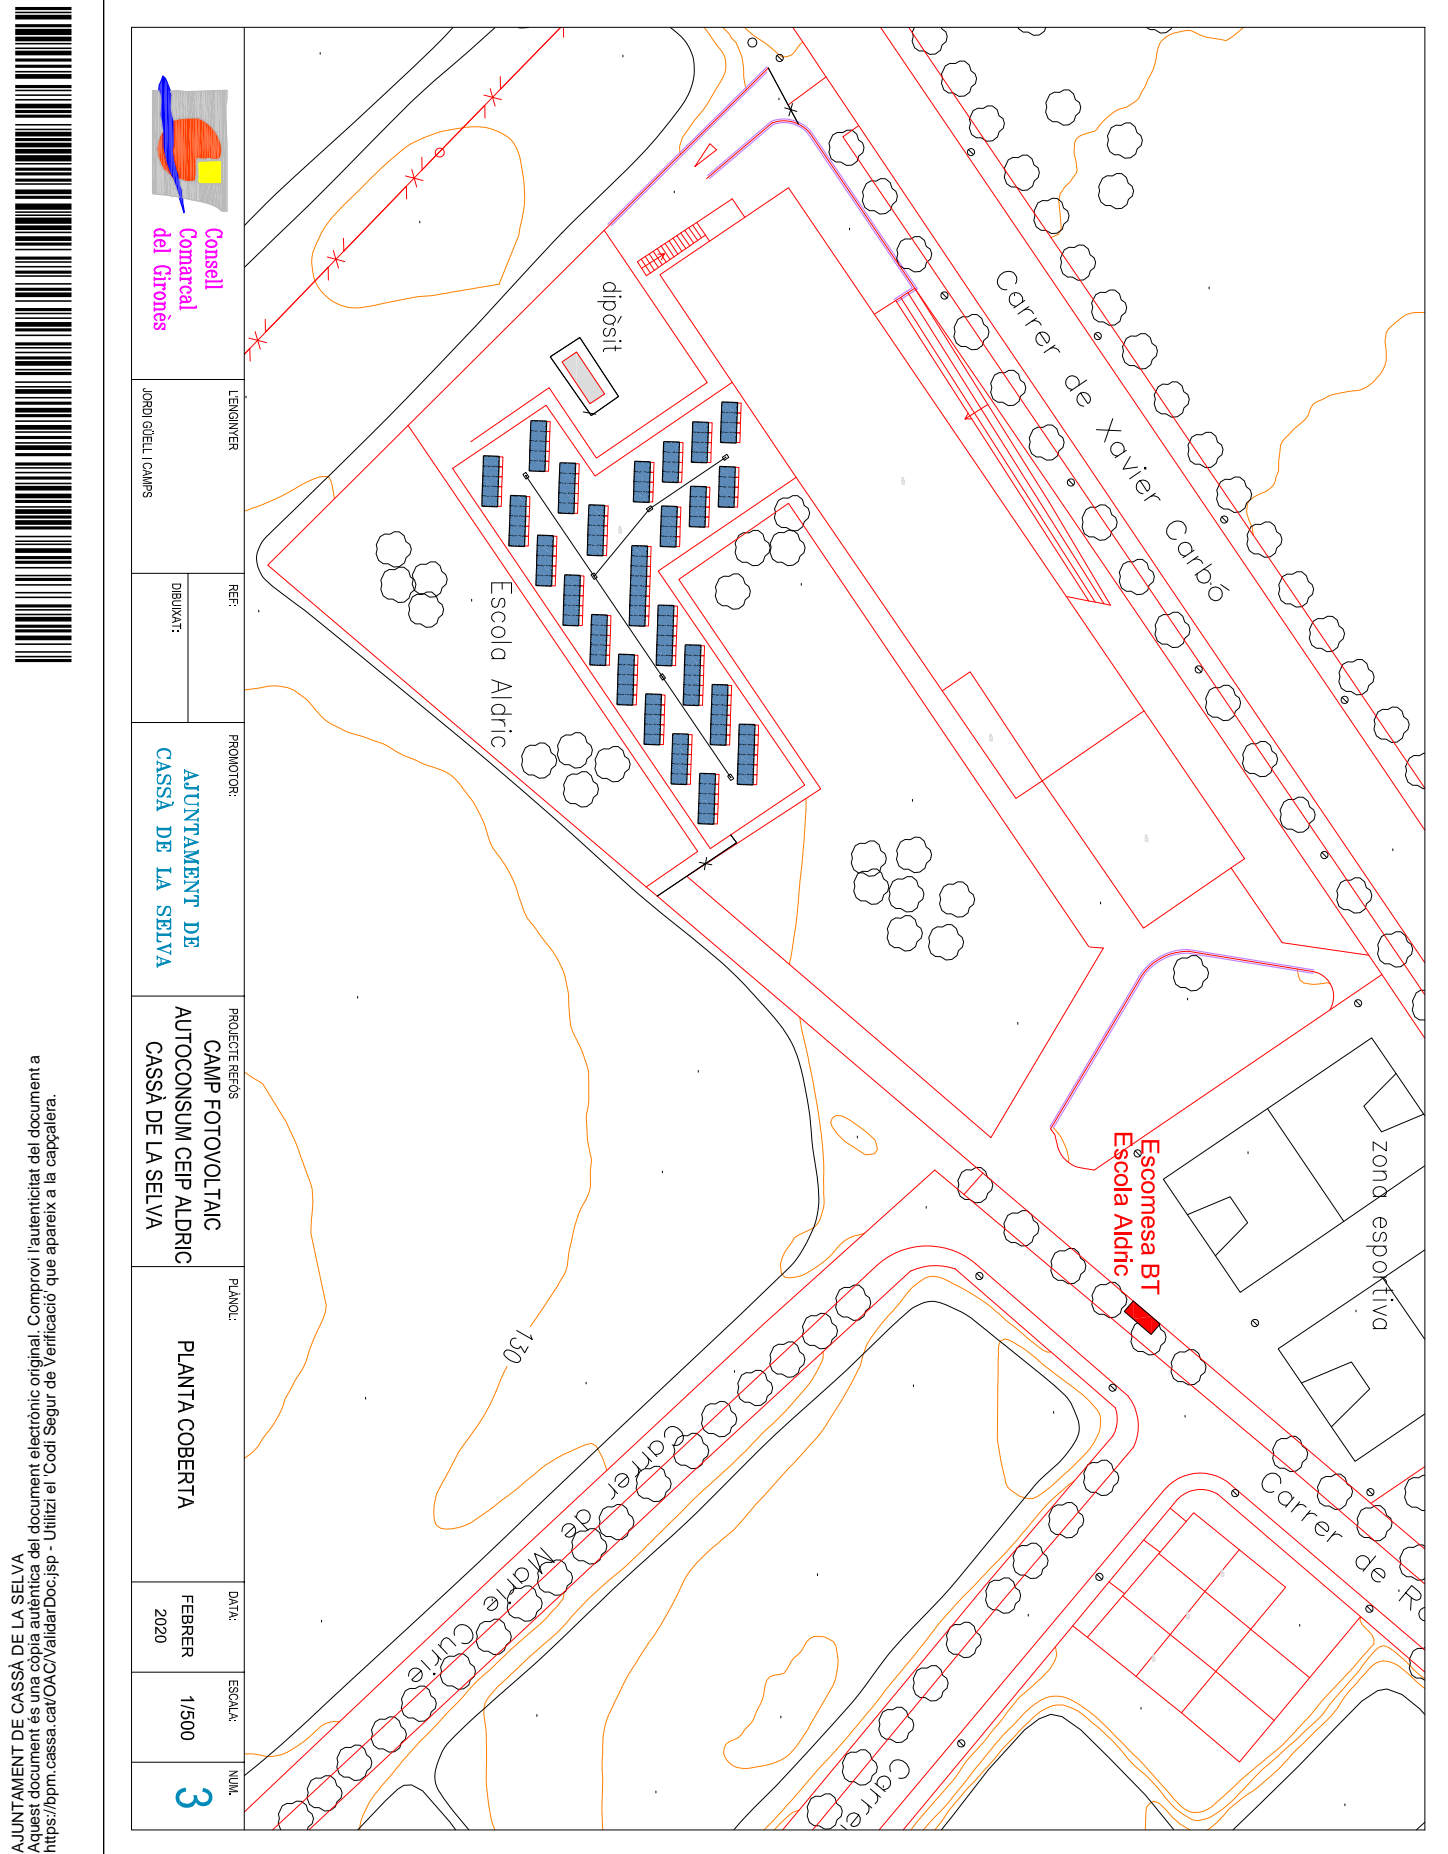 Consell
Comarcal
del Gironès
L'ENGINYER
JORDI GÜELL I CAMPS
REF:
DIBUIXAT:
PROMOTOR:
AJUNTAMENT DE
CASSÀ DE LA SELVA
PROJECTE REFÓS
CAMP FOTOVOLTAIC
AUTOCONSUM CEIP ALDRIC
CASSÀ DE LA SELVA
PLÀNOL:
PLANTA COBERTA
DATA:
FEBRER
2020
ESCALA:
1/500
NUM.
3
Carrer de Xavier Carbó
dipòsit
Escola Aldric
zona esportiva
Escomesa BT
Escola Aldric
130
Carrer de Marie Curie
Carrer de
Carrer
AJUNTAMENT DE CASSÀ DE LA SELVA
Aquest document és una còpia autèntica del document electrònic original. Comprovi l'autenticitat del document a
https://bpm.cassa.cat/OAC/ValidarDoc.jsp - Utilitzi el 'Codi Segur de Verificació' que apareix a la capçalera.